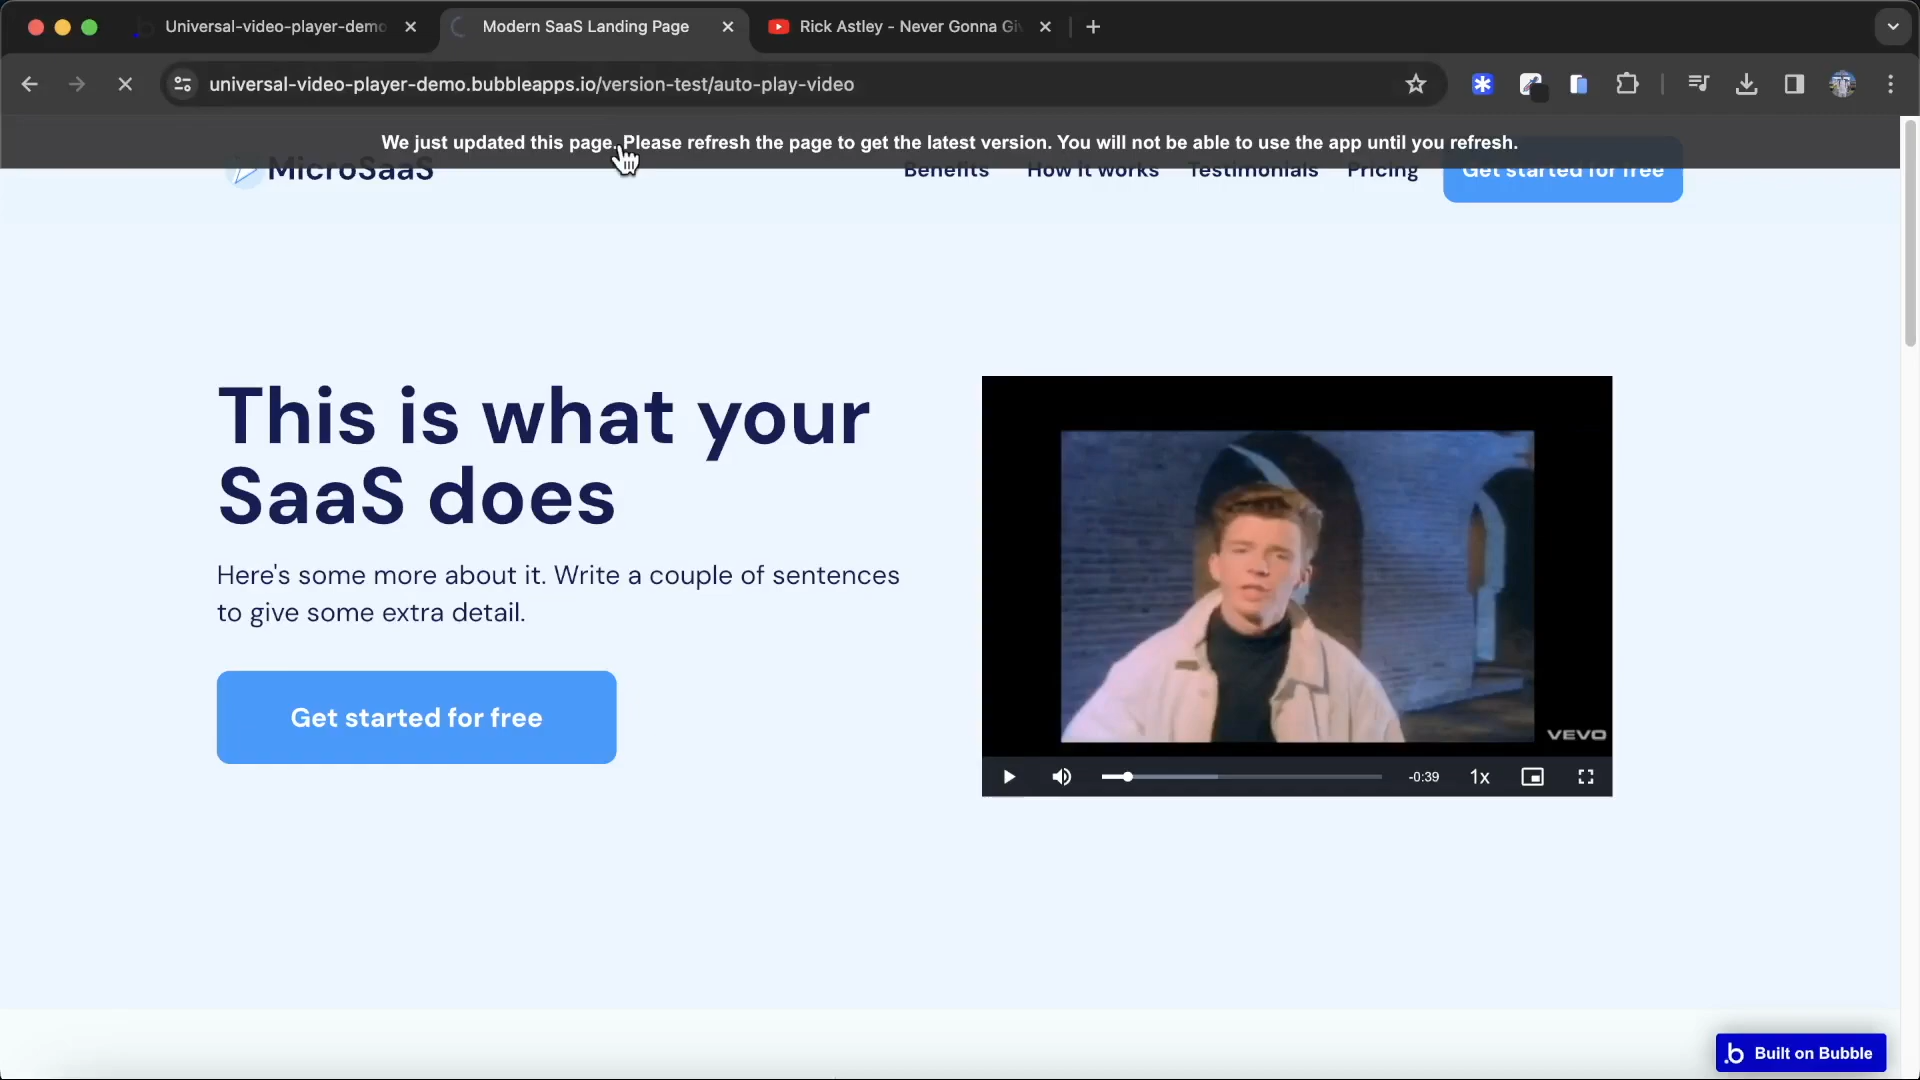 Universal-video-player-demo
Modern SaaS Landing Page
Rick Astley - Never Gonna Gi
universal-video-player-demo.bubbleapps.io/version-test/auto-play-video
We just updated this page. Please refresh the page to get the latest version. You will not be able to use the app until you refresh.
MicroSaaS
Benefits
How it works
Testimonials
Pricing
Get started for free
This is what your
SaaS does
Here's some more about it. Write a couple of sentences
to give some extra detail.
Get started for free
vevo
-0:39
1x
b Built on Bubble